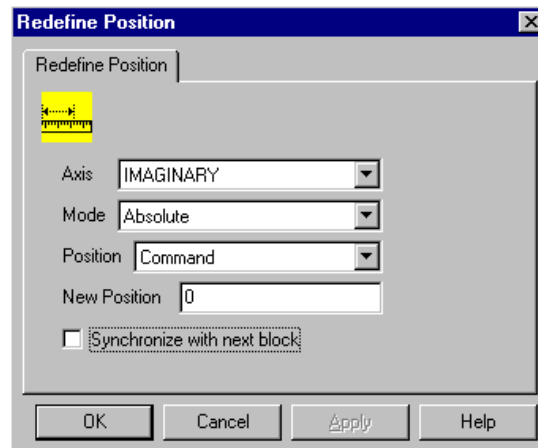 Redefine Position
Redefine Position
Axis IMAGINARY
Mode Absolute
Position Command
New Position 0
Synchronize with next block
OK Cancel Apply Help